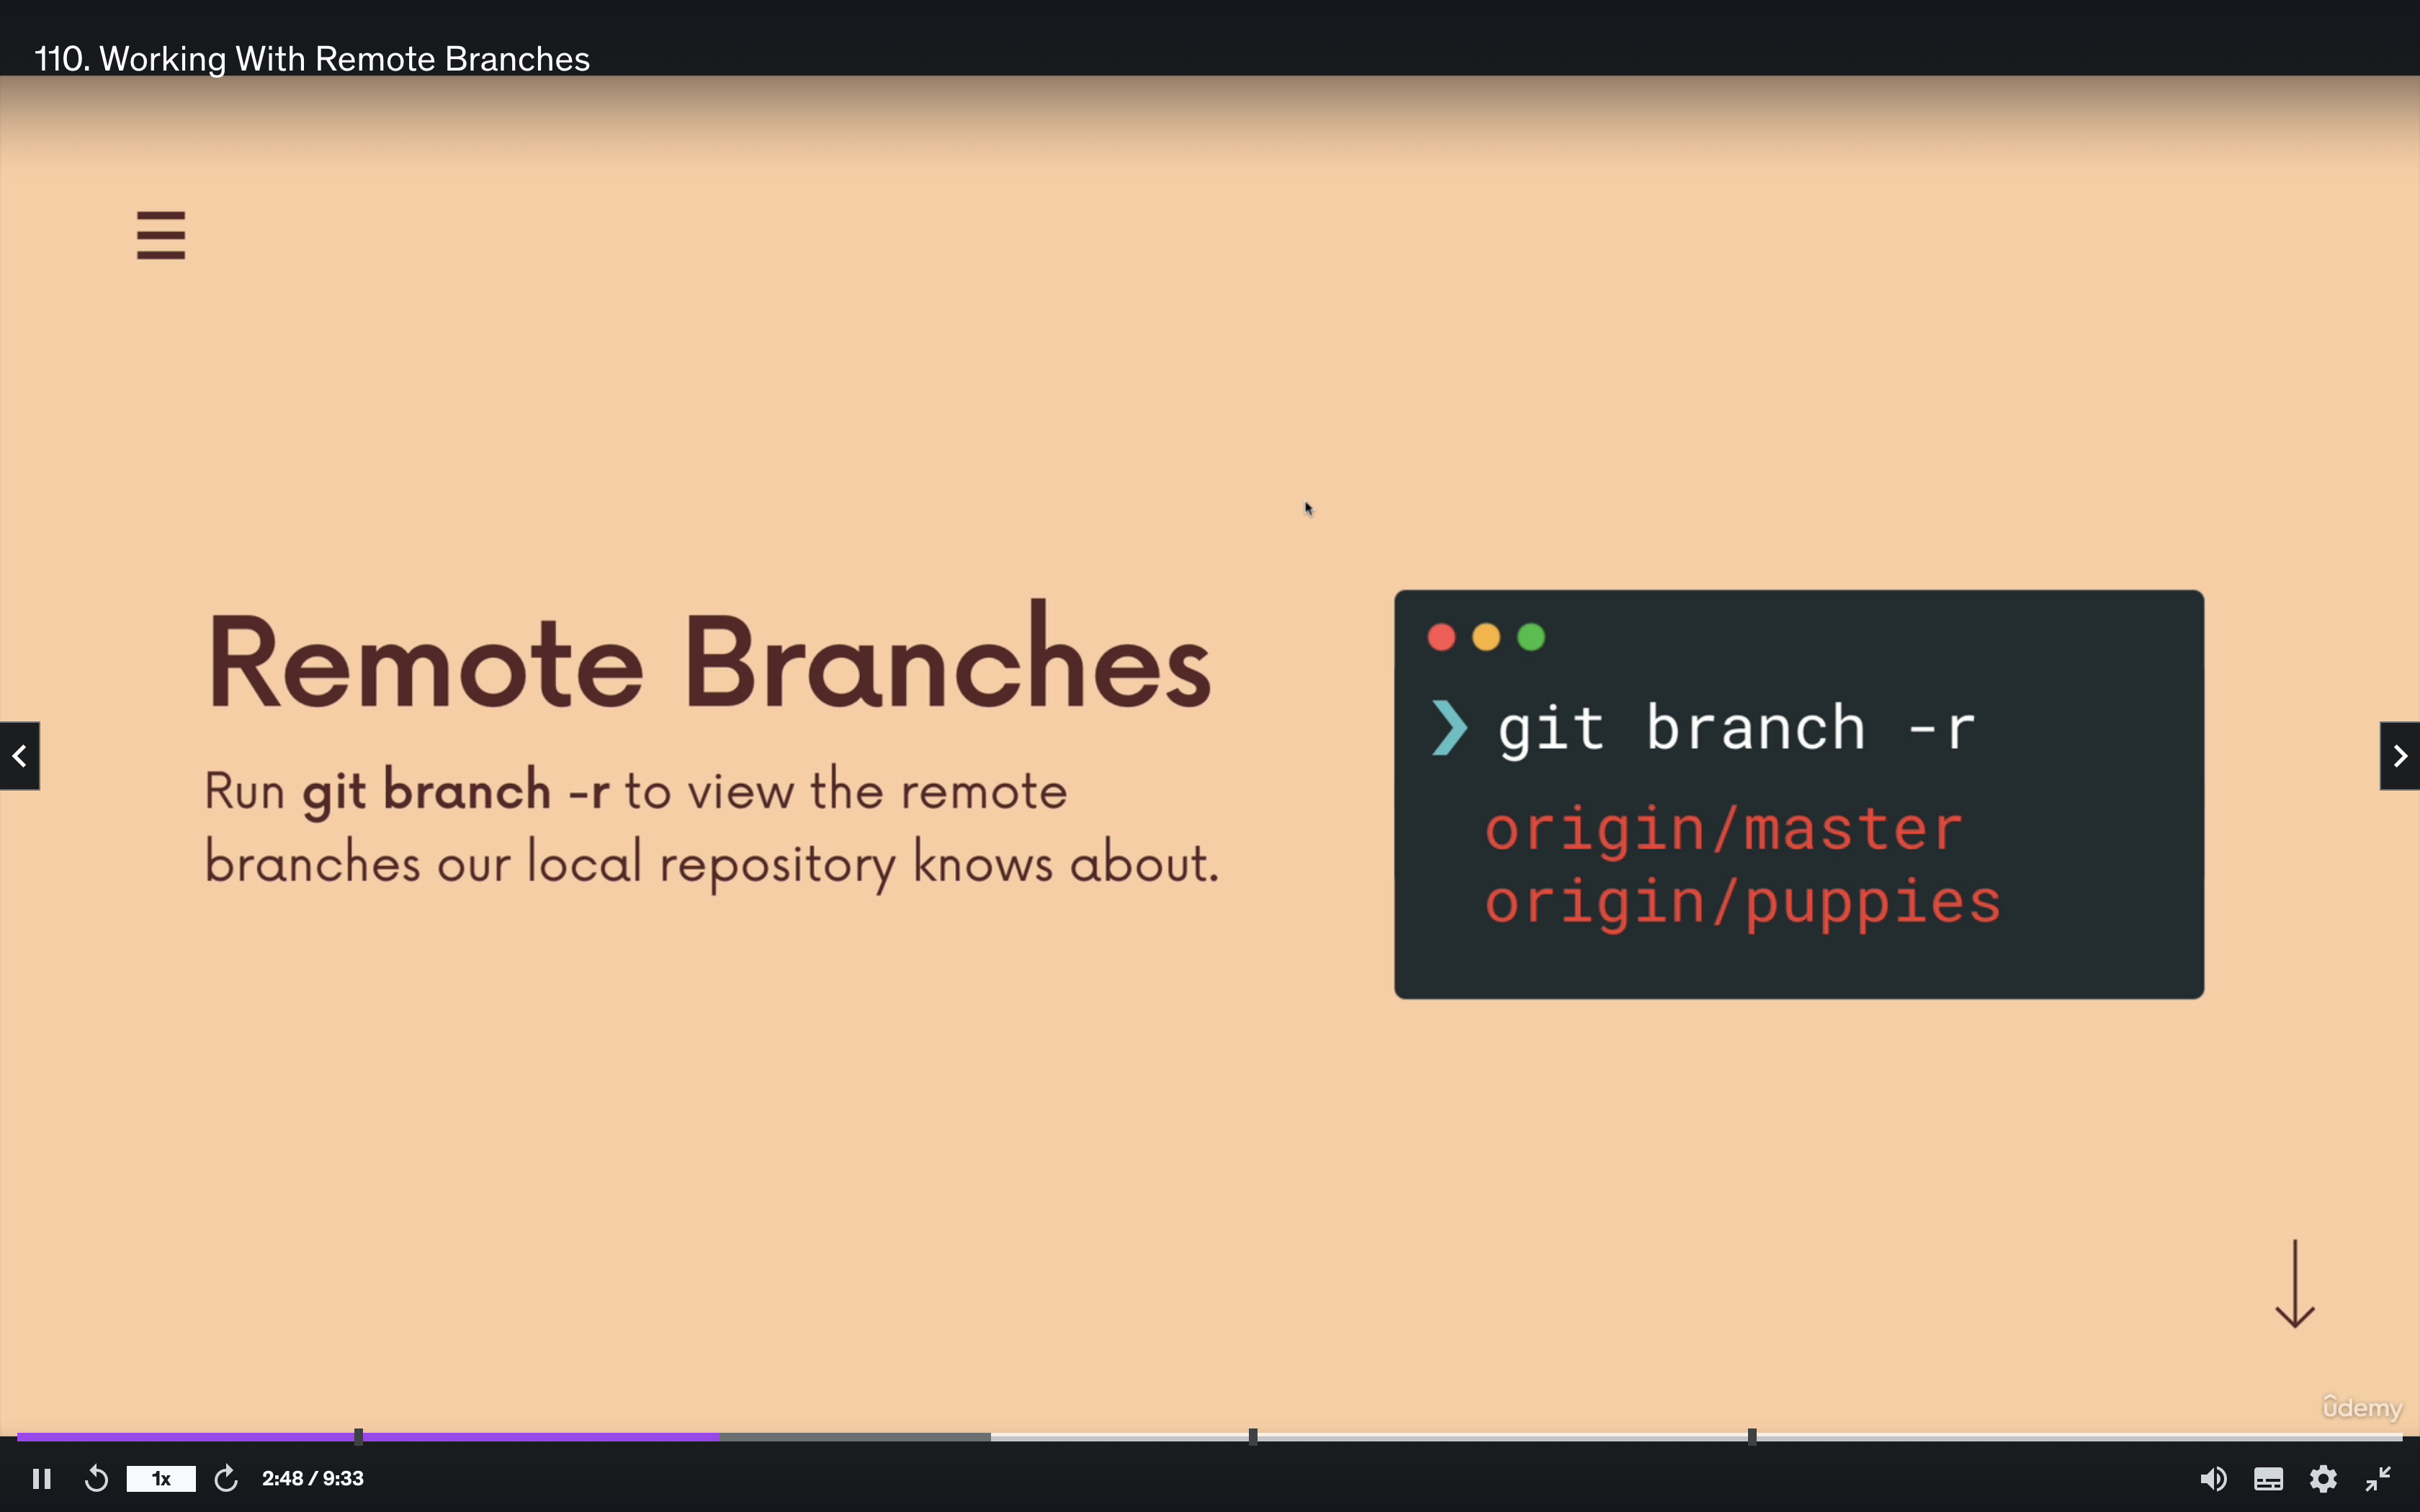 110. Working With Remote Branches
Remote Branches
Run git branch -r to view the remote
branches our local repository knows about.
❯ git branch -r
origin/master
origin/puppies
ûdemy
1x
2:48 / 9:33